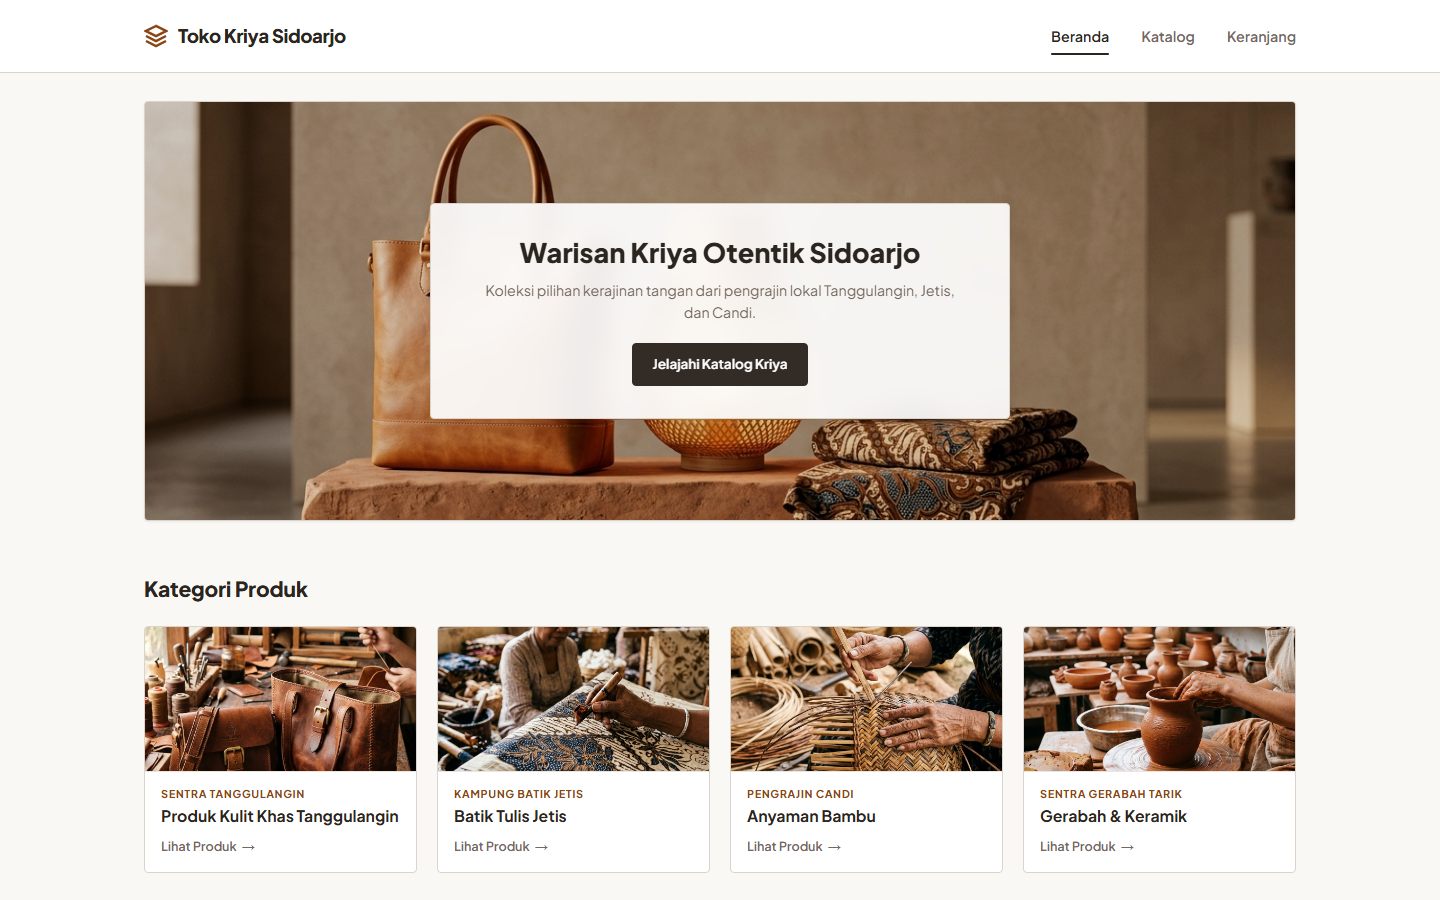 Toko Kriya Sidoarjo
Beranda
Katalog
Keranjang
Warisan Kriya Otentik Sidoarjo
Koleksi pilihan kerajinan tangan dari pengrajin lokal Tanggulangin, Jetis,
dan Candi.
Jelajahi Katalog Kriya
Kategori Produk
SENTRA TANGGULANGIN
Produk Kulit Khas Tanggulangin
Lihat Produk →
KAMPUNG BATIK JETIS
Batik Tulis Jetis
Lihat Produk →
PENGRAJIN CANDI
Anyaman Bambu
Lihat Produk →
SENTRA GERABAH TARIK
Gerabah & Keramik
Lihat Produk →